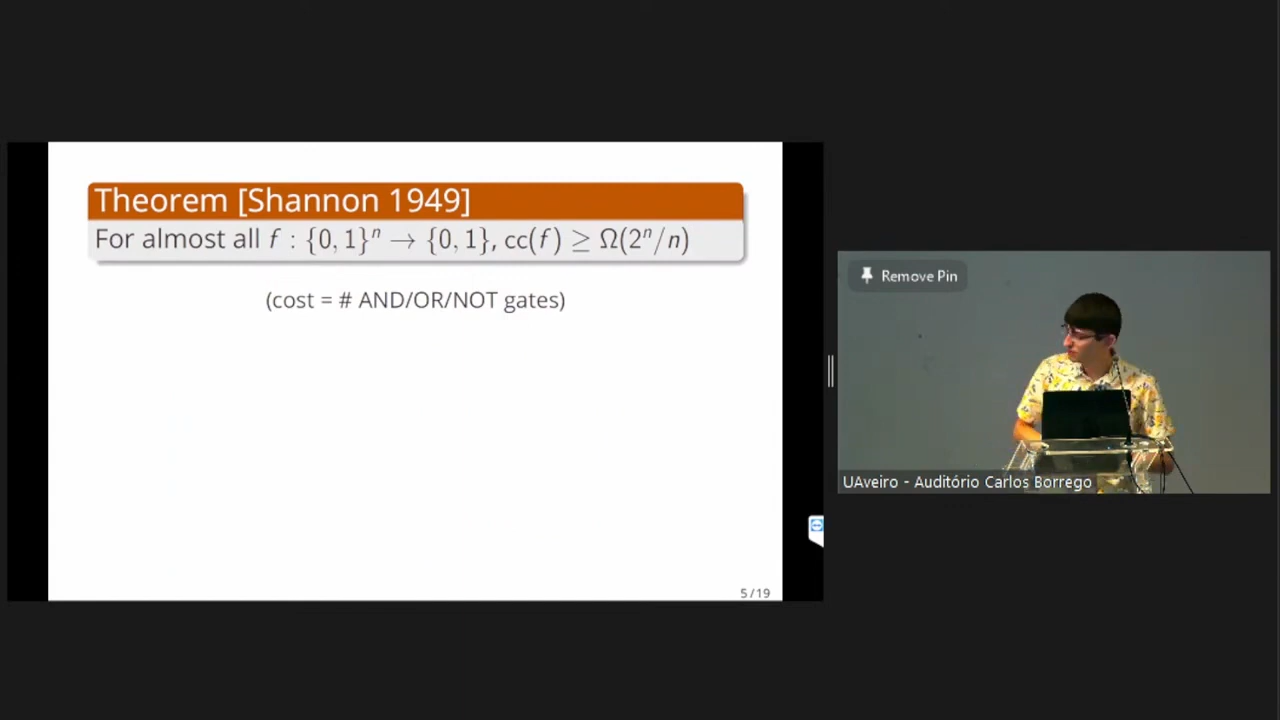 Theorem [Shannon 1949]
For almost all f : {0, 1}ⁿ → {0, 1}, cc(f) ≥ Ω(2ⁿ/n)
(cost = # AND/OR/NOT gates)
5 / 19
Remove Pin
UAveiro - Auditório Carlos Borrego